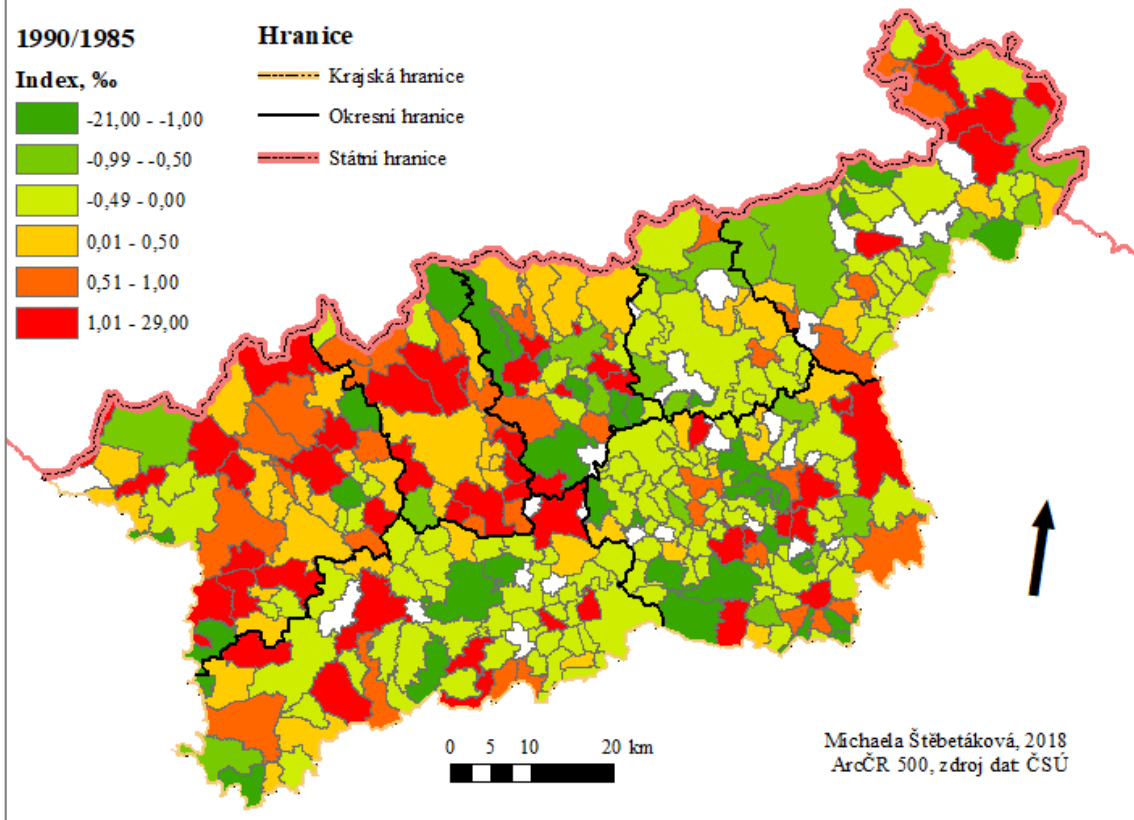 1990/1985
Index, ‰
-21,00 - -1,00
-0,99 - -0,50
-0,49 - 0,00
0,01 - 0,50
0,51 - 1,00
1,01 - 29,00
Hranice
Krajská hranice
Okresní hranice
Státní hranice
0 5 10 20 km
Michaela Štěbetáková, 2018
ArcČR 500, zdroj dat: ČSÚ